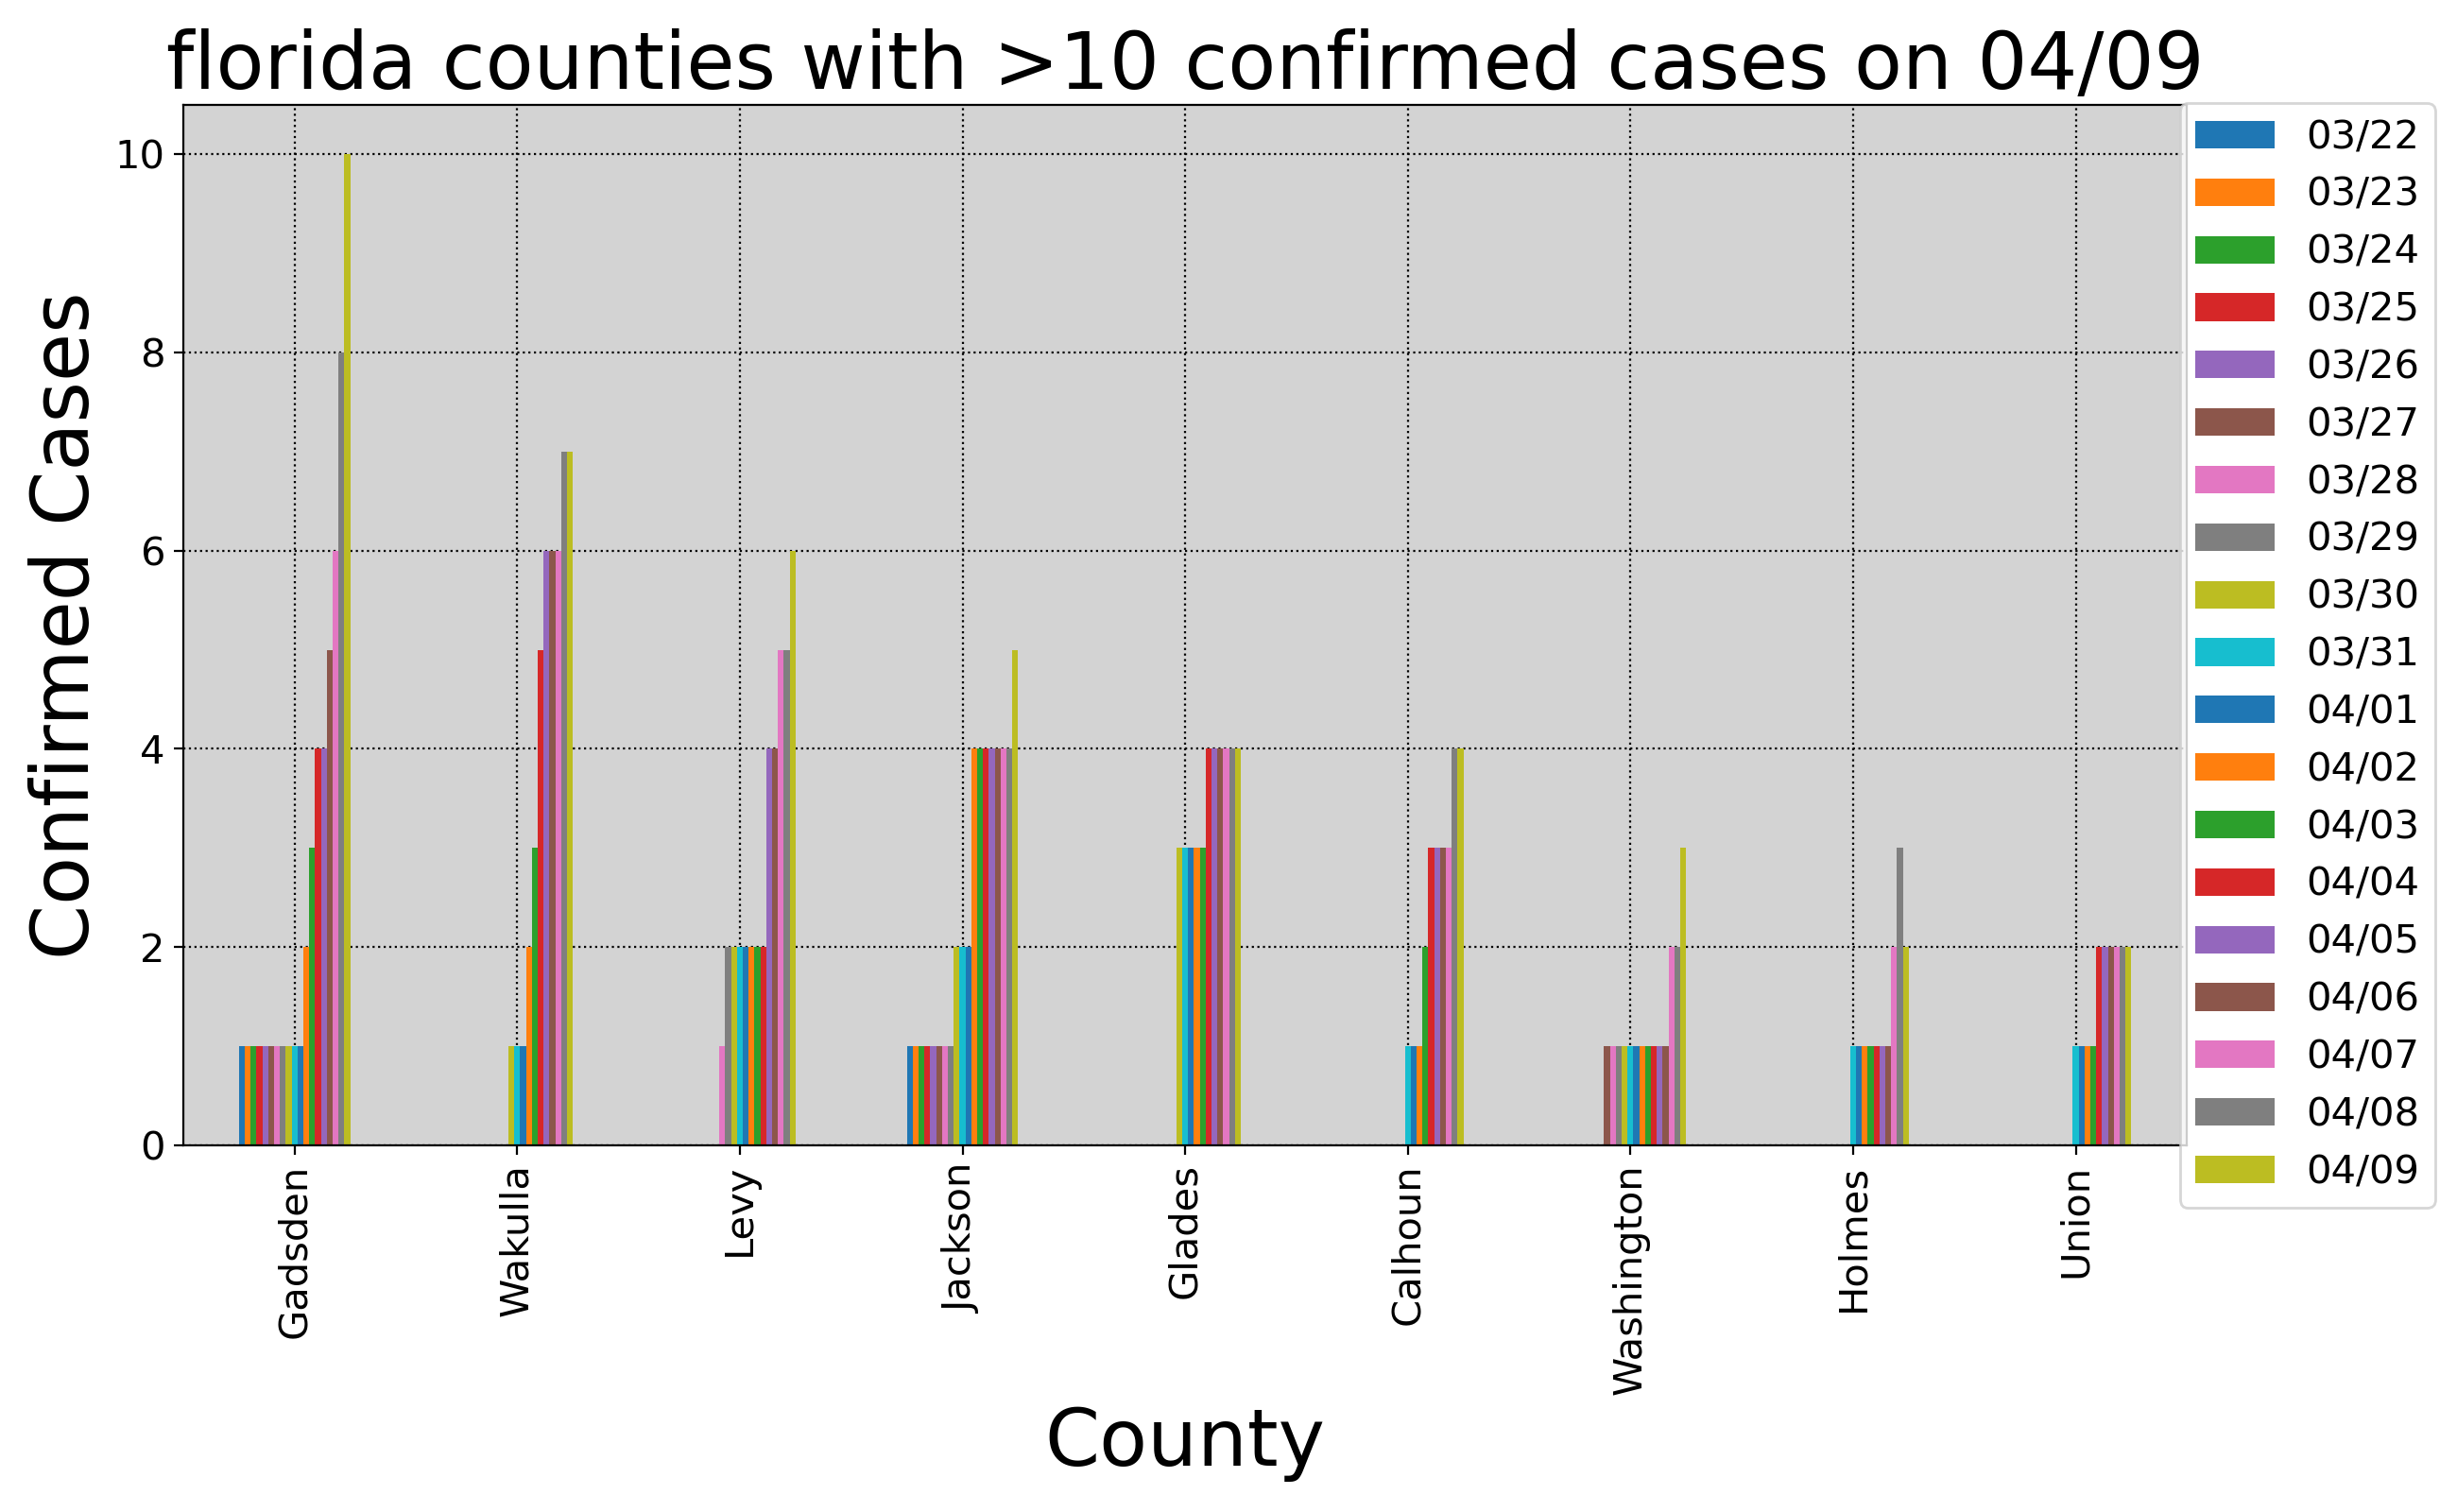 florida counties with >10 confirmed cases on 04/09
Confirmed Cases
10
8
6
4
2
0
Gadsden
Wakulla
Levy
Jackson
Glades
Calhoun
Washington
Holmes
Union
County
03/22
03/23
03/24
03/25
03/26
03/27
03/28
03/29
03/30
03/31
04/01
04/02
04/03
04/04
04/05
04/06
04/07
04/08
04/09